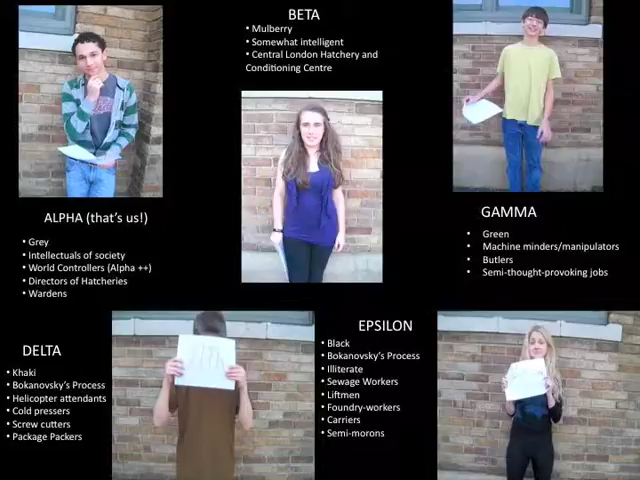 BETA
• Mulberry
• Somewhat intelligent
• Central London Hatchery and
Conditioning Centre
ALPHA (that's us!)
• Grey
• Intellectuals of society
• World Controllers (Alpha ++)
• Directors of Hatcheries
• Wardens
GAMMA
• Green
• Machine minders/manipulators
• Butlers
• Semi-thought-provoking jobs
DELTA
• Khaki
• Bokanovsky's Process
• Helicopter attendants
• Cold pressers
• Screw cutters
• Package Packers
EPSILON
• Black
• Bokanovsky's Process
• Illiterate
• Sewage Workers
• Liftmen
• Foundry-workers
• Carriers
• Semi-morons